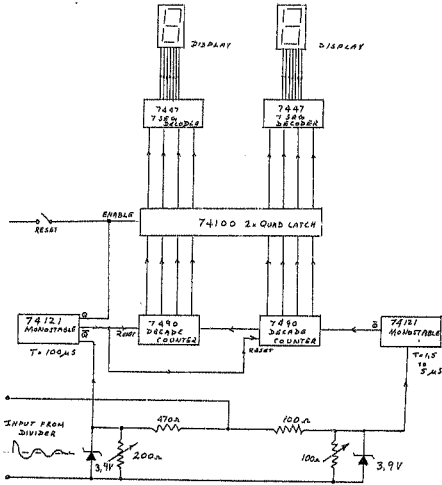 DISPLAY
DISPLAY
7447
7 SEG
DECODER
7447
7 SEG
DECODER
ENABLE
RESET
74100 2x QUAD LATCH
74121
MONOSTABLE
T= 100 µS
Q
RESET
7490
DECADE
COUNTER
7490
DECADE
COUNTER
RESET
74121
MONOSTABLE
T=1,5
5 µS
470Ω
100Ω
INPUT FROM
DIVIDER
3,9V
200Ω
100Ω
3,9V